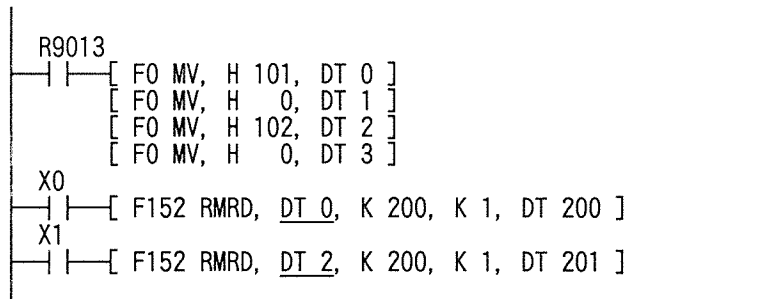 R9013
[ F0 MV, H 101, DT 0 ]
[ F0 MV, H 0, DT 1 ]
[ F0 MV, H 102, DT 2 ]
[ F0 MV, H 0, DT 3 ]
X0
[ F152 RMRD, DT 0, K 200, K 1, DT 200 ]
X1
[ F152 RMRD, DT 2, K 200, K 1, DT 201 ]